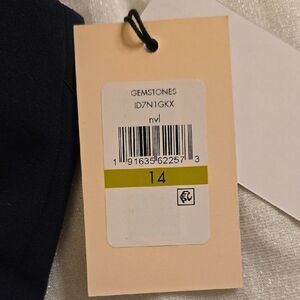 GEMSTONES
ID7N1GKX
nvl
1 91635 62257 3
14